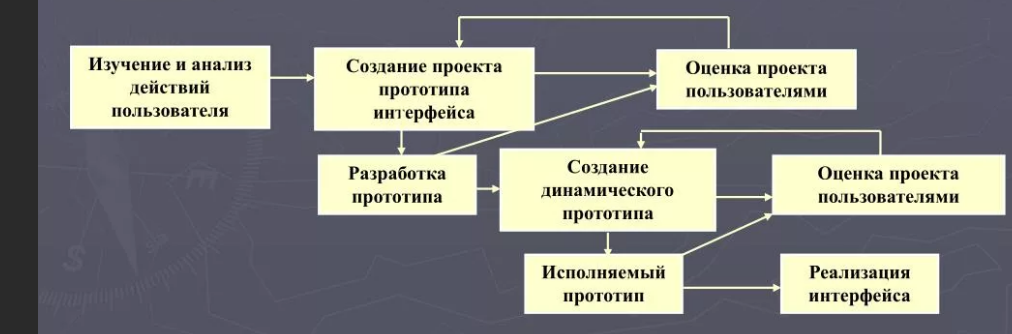 Изучение и анализ
действий
пользователя
Создание проекта
прототипа
интерфейса
Оценка проекта
пользователями
Разработка
прототипа
Создание
динамического
прототипа
Оценка проекта
пользователями
Исполняемый
прототип
Реализация
интерфейса